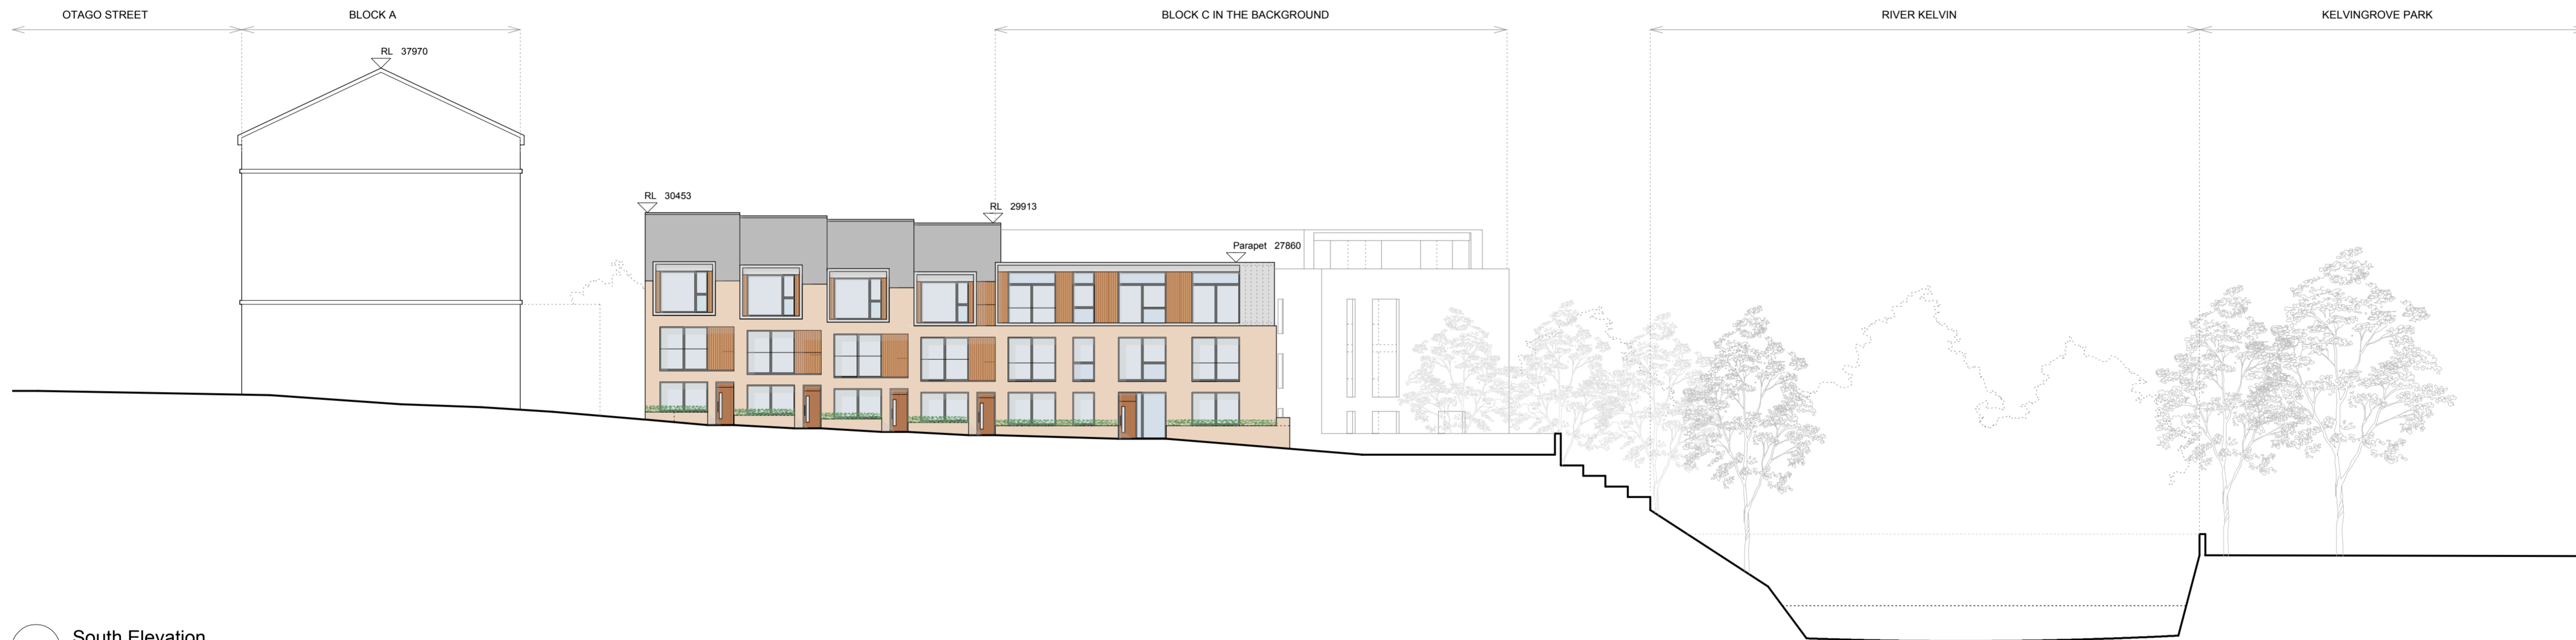 OTAGO STREET
BLOCK A
BLOCK C IN THE BACKGROUND
RIVER KELVIN
KELVINGROVE PARK
RL 37970
RL 30453
RL 29913
Parapet 27860
South Elevation